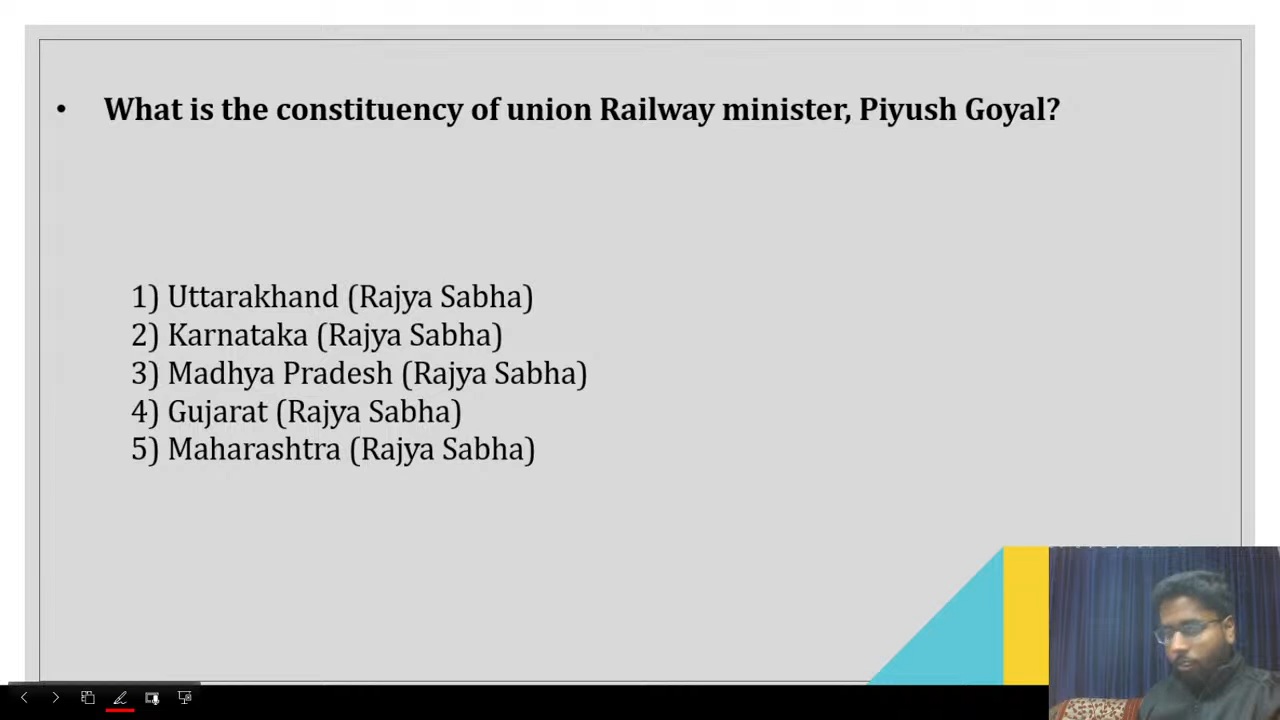 • What is the constituency of union Railway minister, Piyush Goyal?
1) Uttarakhand (Rajya Sabha)
2) Karnataka (Rajya Sabha)
3) Madhya Pradesh (Rajya Sabha)
4) Gujarat (Rajya Sabha)
5) Maharashtra (Rajya Sabha)